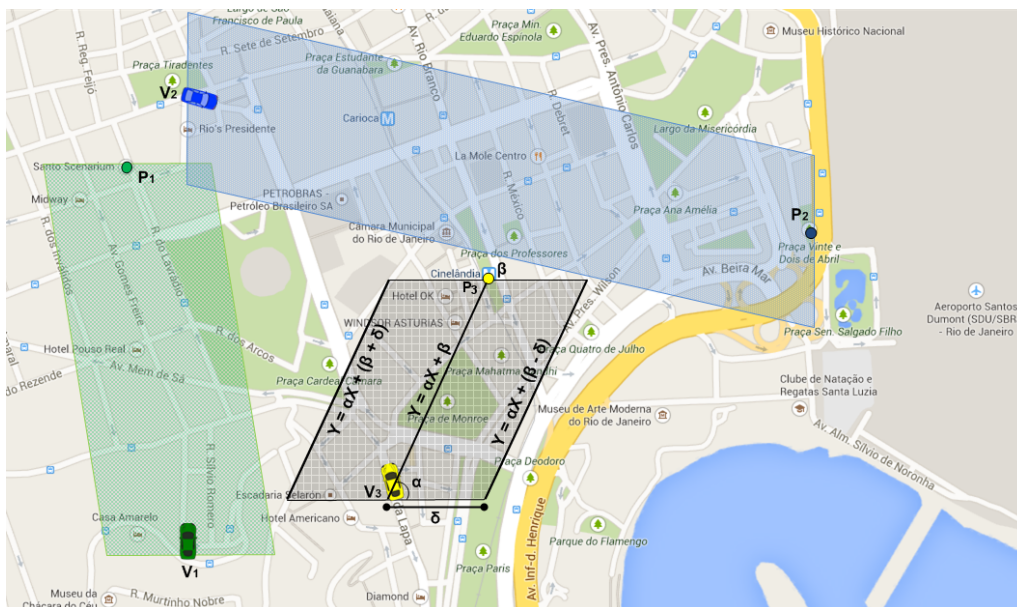 Largo de São
Francisco de Paula
R. Sete de Setembro
R. Reg. Feijó
Praça Tiradentes
V2
Rio's Presidente
Praça Estudante
da Guanabara
Carioca
M
Av. Rio Branco
Praça Min.
Eduardo Espinola
Av. Pres. Antônio Carlos
Museu Histórico Nacional
R. Debret
Largo da Misericórdia
La Mole Centro
R. México
Santo Scenarium
P1
Midway
R. dos Inválidos
Av. Gomes Freire
R. do Lavradio
PETROBRAS -
Petróleo Brasileiro SA
Câmara Municipal
do Rio de Janeiro
Praça dos Professores
Praça Ana Amélia
P2
Praça Vinte e
Dois de Abril
Av. Beira Mar
Cinelândia
β
P3
Hotel OK
WINDSOR ASTURIAS
Av. Pres. Wilson
Praça Sen. Salgado Filho
Aeroporto Santos
Dumont (SDU/SBR
- Rio de Janeiro
Hotel Pouso Real
R. dos Arcos
Av. Mem de Sá
do Rezende
Praça Cardeal Câmara
Praça Mahatma Gandhi
Praça Quatro de Julho
Y = αX + (β + δ)
Y = αX + β
Y = αX + (β - δ)
Praça de Monroe
Museu de Arte Moderna
do Rio de Janeiro
Clube de Natação e
Regatas Santa Luzia
Av. Alm. Silvio de Noronha
R. Silvio Romero
Praça Deodoro
α
V3
Escadaria Selarón
δ
Casa Amarelo
Hotel Americano
da Lapa
Av. Inf-d. Henrique
Parque do Flamengo
Praça Paris
V1
Museu da
Chácara do Céu
R. Murtinho Nobre
Diamond